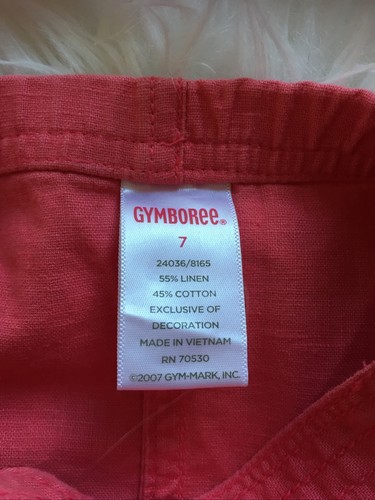 GYMBOREE®
7
24036/8165
55% LINEN
45% COTTON
EXCLUSIVE OF
DECORATION
MADE IN VIETNAM
RN 70530
©2007 GYM-MARK, INC.